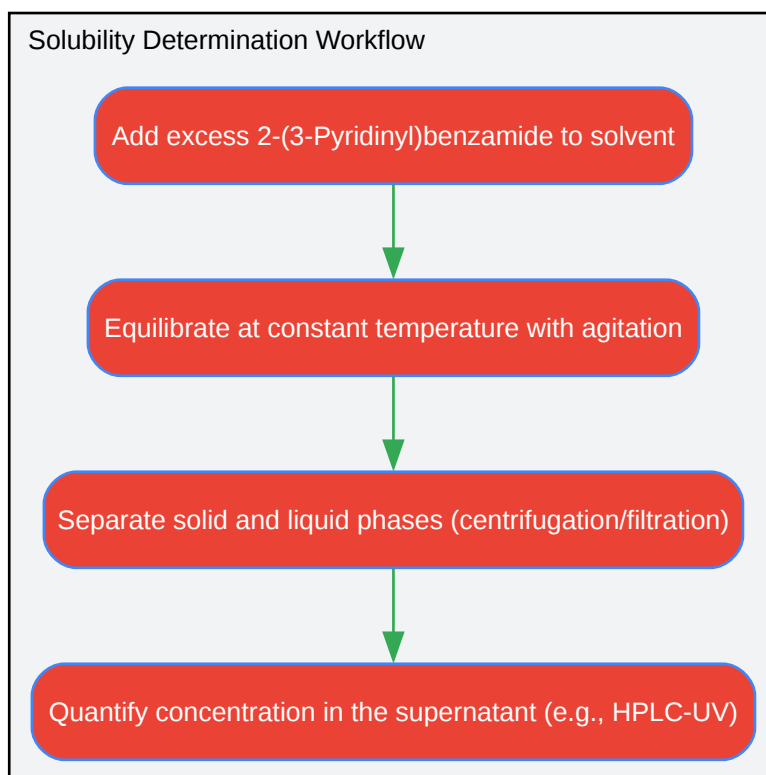 Solubility Determination Workflow
Add excess 2-(3-Pyridinyl)benzamide to solvent
Equilibrate at constant temperature with agitation
Separate solid and liquid phases (centrifugation/filtration)
Quantify concentration in the supernatant (e.g., HPLC-UV)